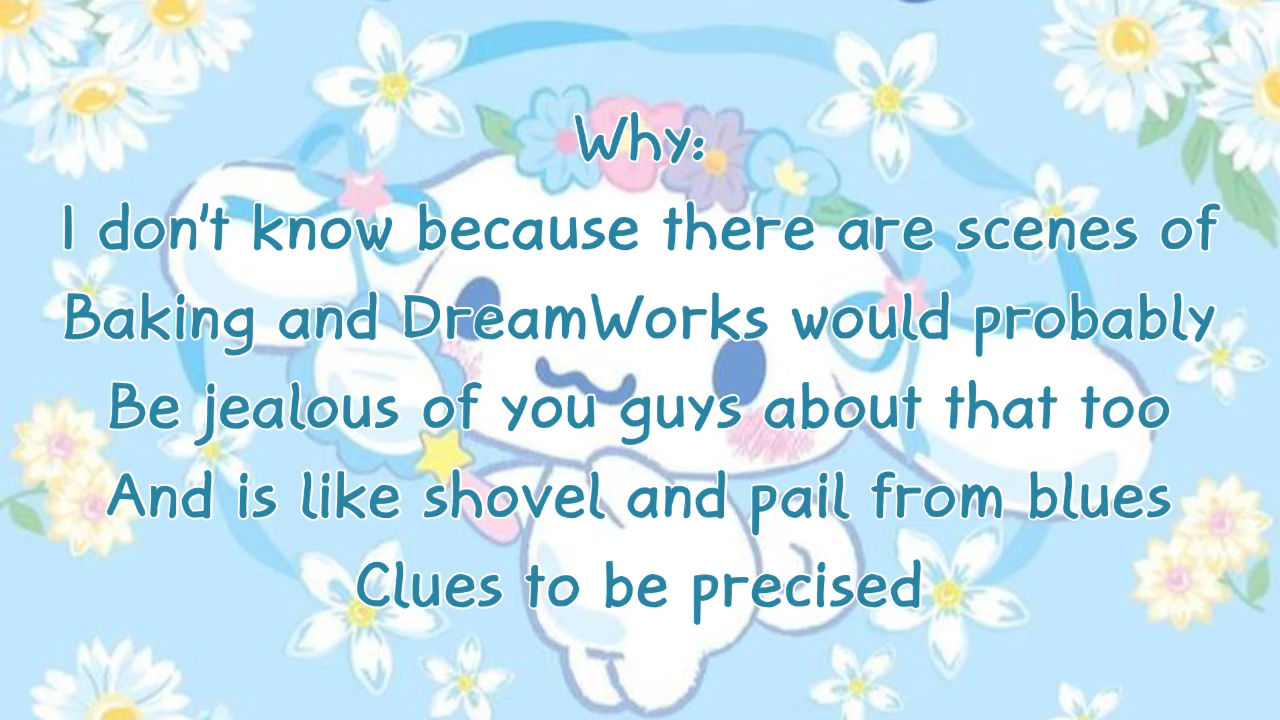 Why:
I don't know because there are scenes of
Baking and DreamWorks would probably
Be jealous of you guys about that too
And is like shovel and pail from blues
Clues to be precised